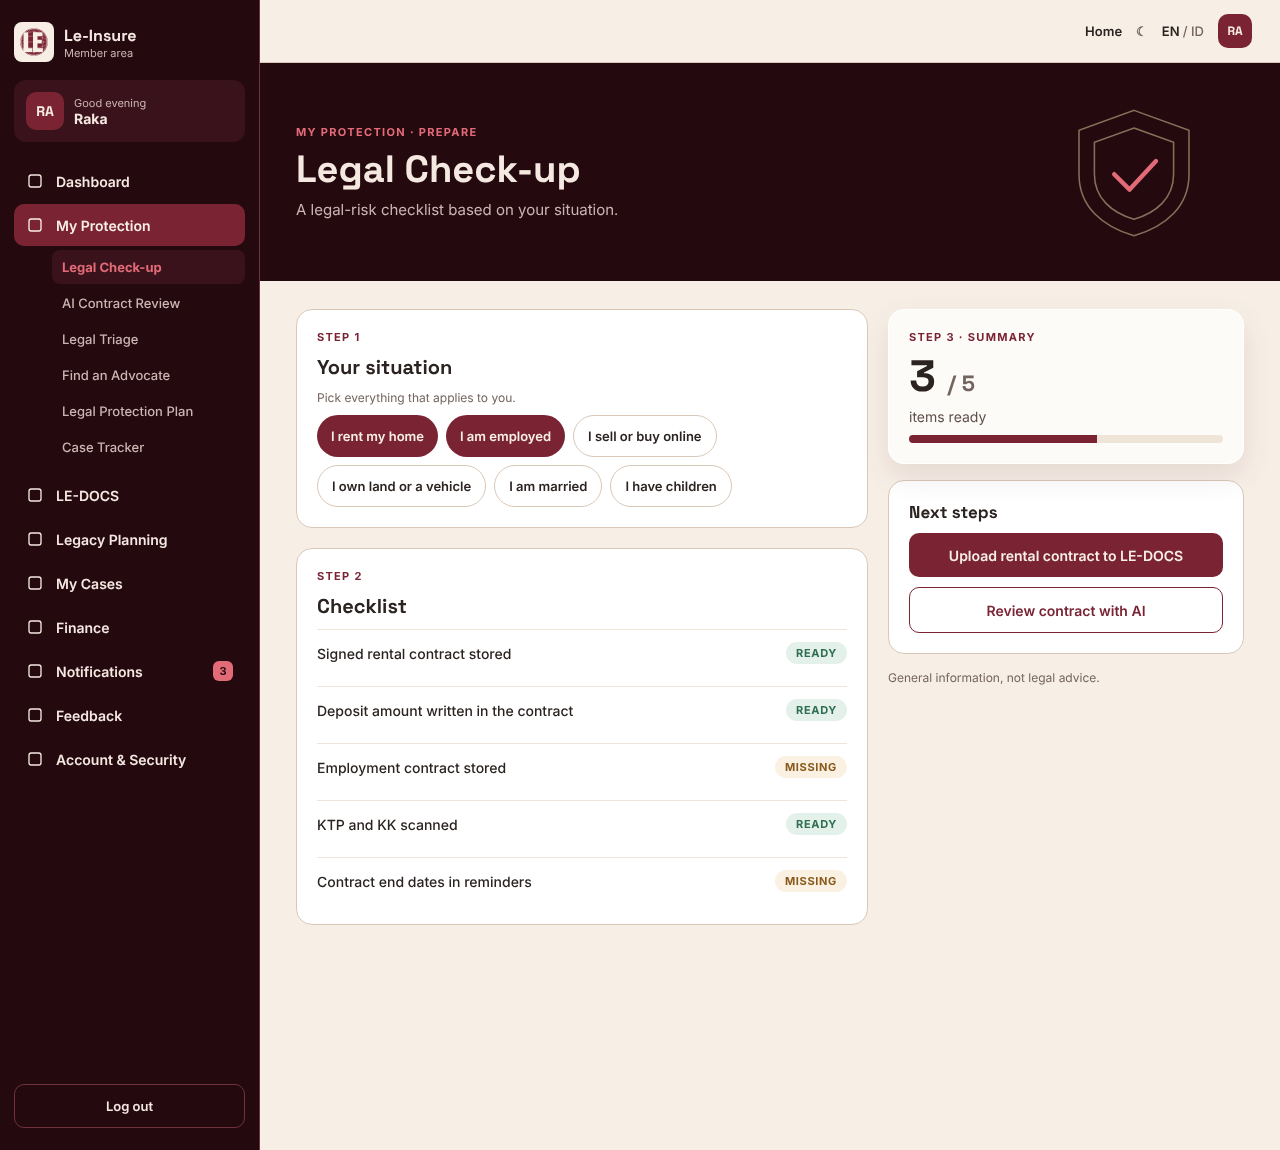 LE
Le-Insure
Member area
RA
Good evening
Raka
Dashboard
My Protection
Legal Check-up
AI Contract Review
Legal Triage
Find an Advocate
Legal Protection Plan
Case Tracker
LE-DOCS
Legacy Planning
My Cases
Finance
Notifications 3
Feedback
Account & Security
Log out
Home EN / ID RA
MY PROTECTION · PREPARE
Legal Check-up
A legal-risk checklist based on your situation.
STEP 1
Your situation
Pick everything that applies to you.
I rent my home I am employed I sell or buy online
I own land or a vehicle I am married I have children
STEP 2
Checklist
Signed rental contract stored READY
Deposit amount written in the contract READY
Employment contract stored MISSING
KTP and KK scanned READY
Contract end dates in reminders MISSING
STEP 3 · SUMMARY
3 / 5
items ready
Next steps
Upload rental contract to LE-DOCS
Review contract with AI
General information, not legal advice.